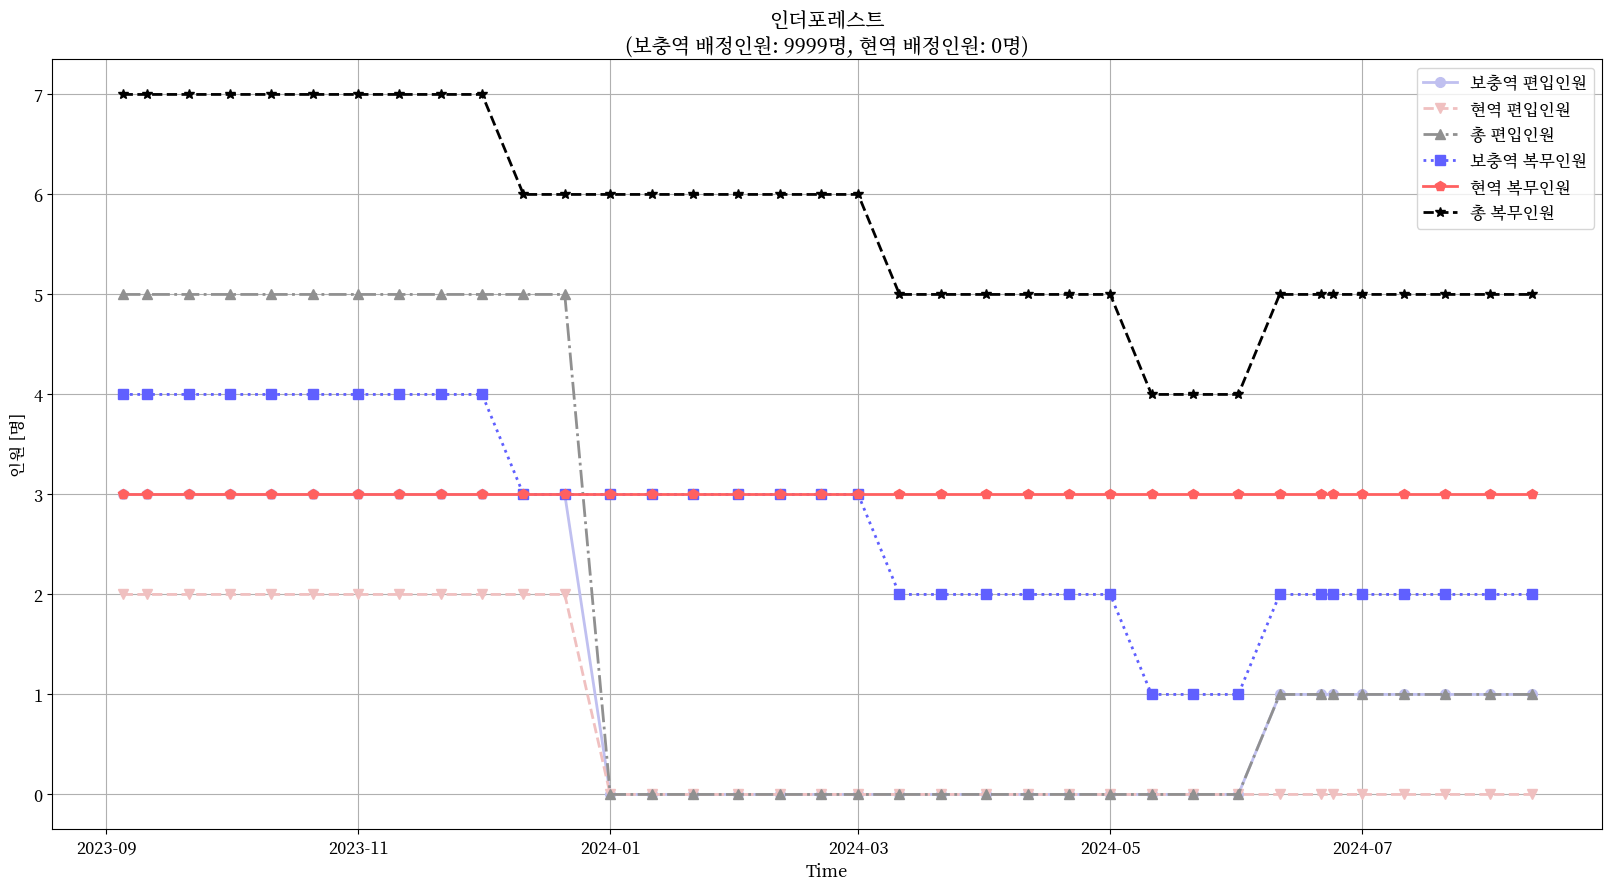 인더포레스트
(보충역 배정인원: 9999명, 현역 배정인원: 0명)
보충역 편입인원
현역 편입인원
총 편입인원
보충역 복무인원
현역 복무인원
총 복무인원
인원 [명]
7
6
5
4
3
2
1
0
2023-09
2023-11
2024-01
2024-03
2024-05
2024-07
Time